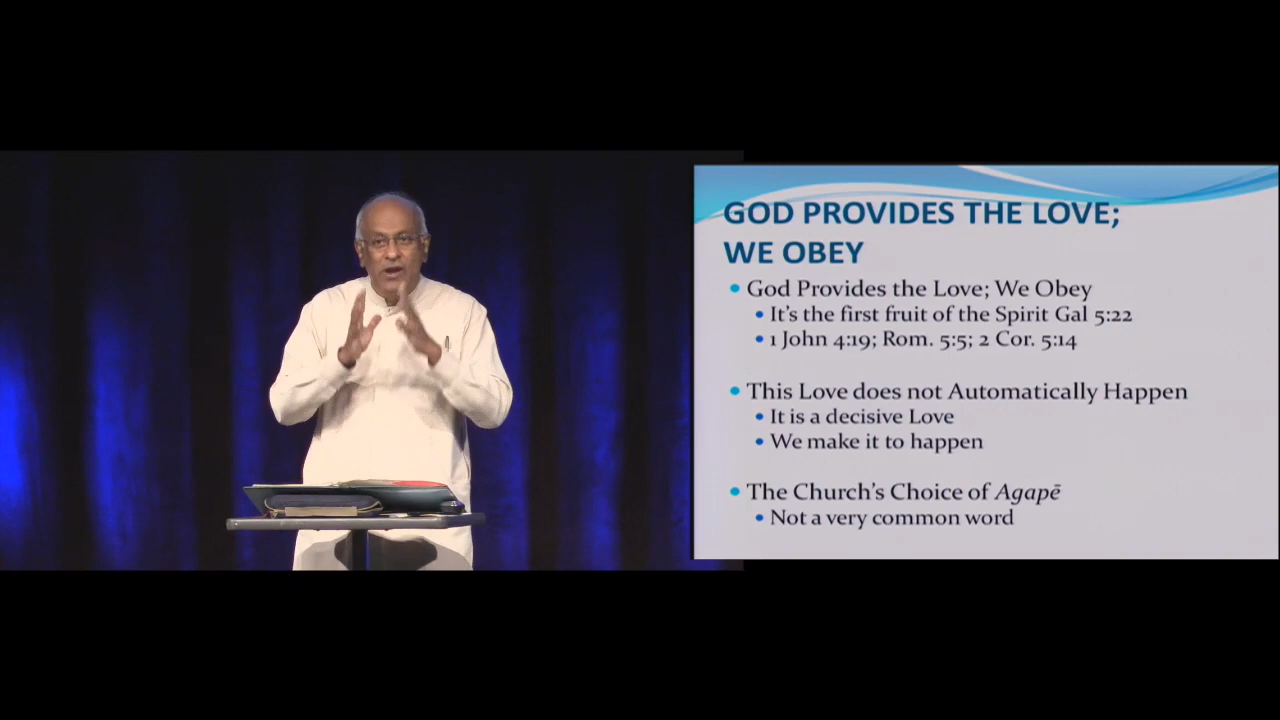 GOD PROVIDES THE LOVE;
WE OBEY
God Provides the Love; We Obey
It's the first fruit of the Spirit Gal 5:22
1 John 4:19; Rom. 5:5; 2 Cor. 5:14
This Love does not Automatically Happen
It is a decisive Love
We make it to happen
The Church's Choice of Agapē
Not a very common word